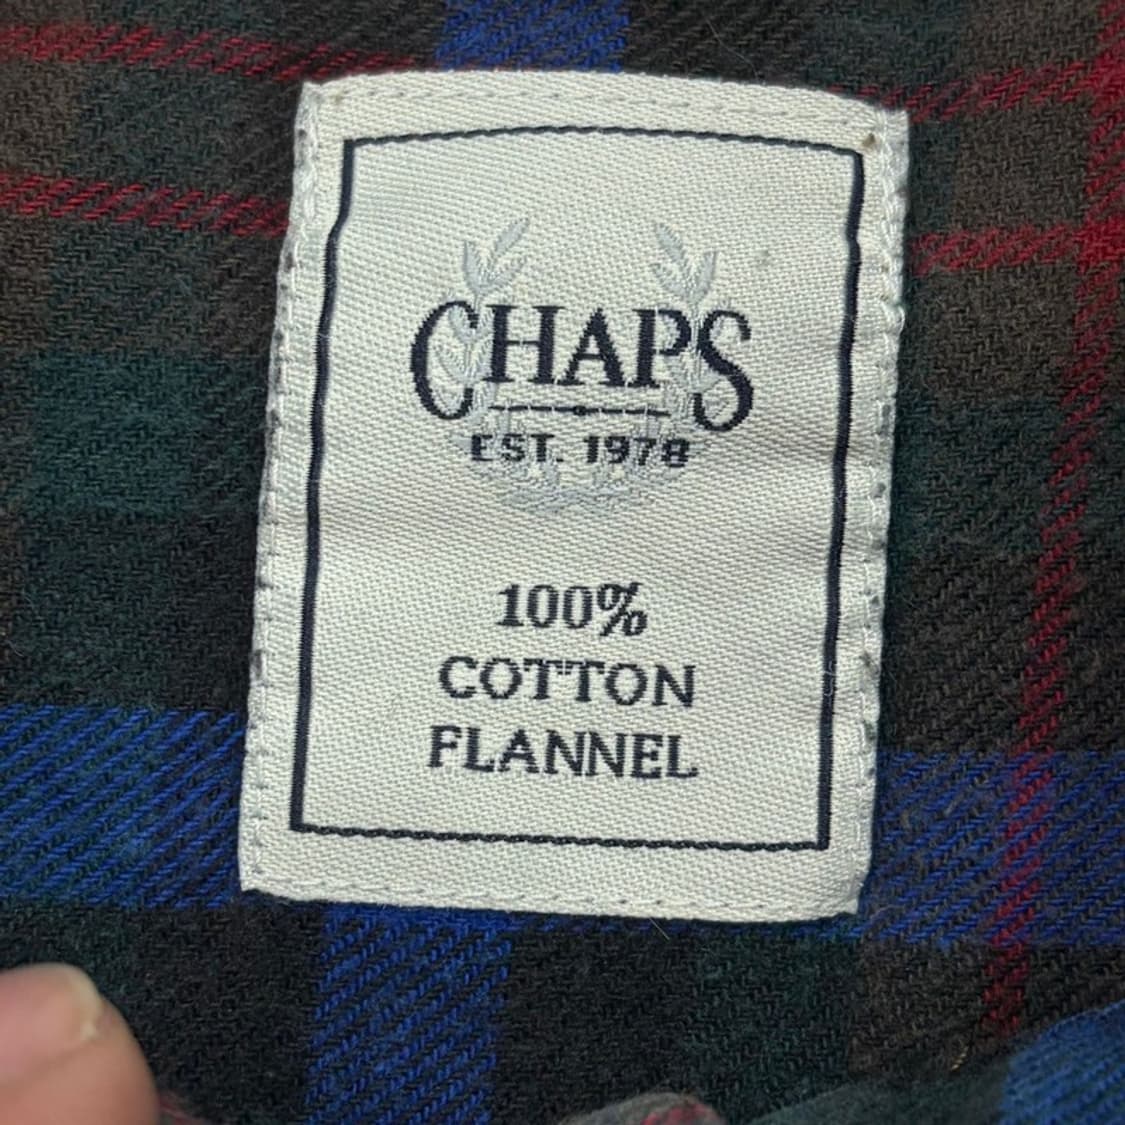 CHAPS
EST. 1978
100%
COTTON
FLANNEL